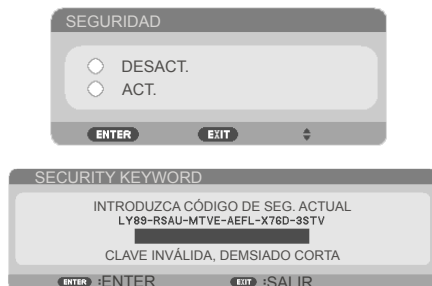 SEGURIDAD
DESACT.
ACT.
ENTER EXIT
SECURITY KEYWORD
INTRODUZCA CÓDIGO DE SEG. ACTUAL
LY89-RSAU-MTVE-AEFL-X76D-3STV
CLAVE INVÁLIDA, DEMSIADO CORTA
ENTER :ENTER EXIT :SALIR